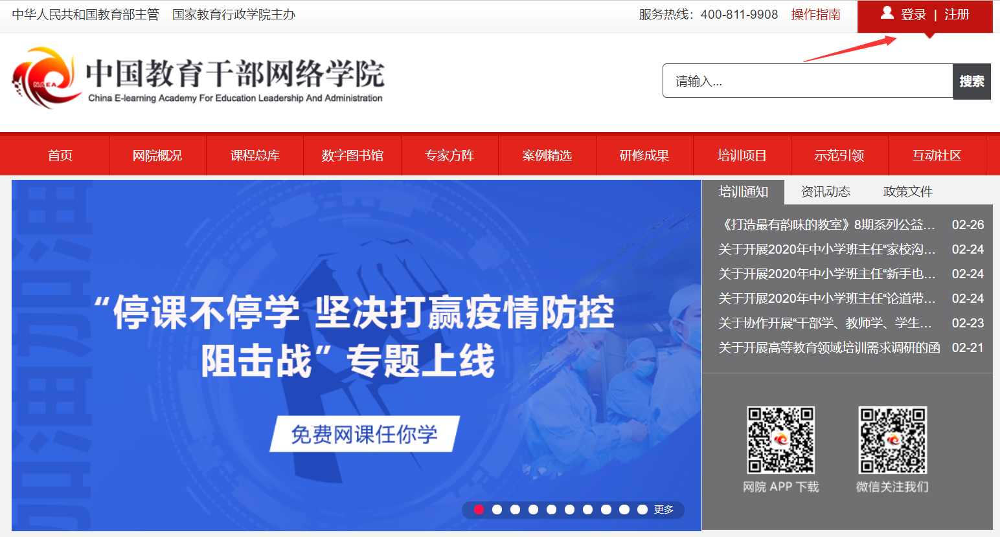 中华人民共和国教育部主管 国家教育行政学院主办
服务热线：400-811-9908 操作指南
登录 | 注册
中国教育干部网络学院
NAEA
China E-learning Academy For Education Leadership And Administration
请输入... 搜索
首页 网院概况 课程总库 数字图书馆 专家方阵 案例精选 研修成果 培训项目 示范引领 互动社区
加油 加油
“停课不停学 坚决打赢疫情防控
阻击战”专题上线
免费网课任你学
更多
培训通知 资讯动态 政策文件
《打造最有韵味的教室》8期系列公益... 02-26
关于开展2020年中小学班主任“家校沟... 02-24
关于开展2020年中小学班主任“新手也... 02-24
关于开展2020年中小学班主任“论道带... 02-24
关于协作开展“干部学、教师学、学生... 02-23
关于开展高等教育领域培训需求调研的函 02-21
网院 APP 下载 微信关注我们